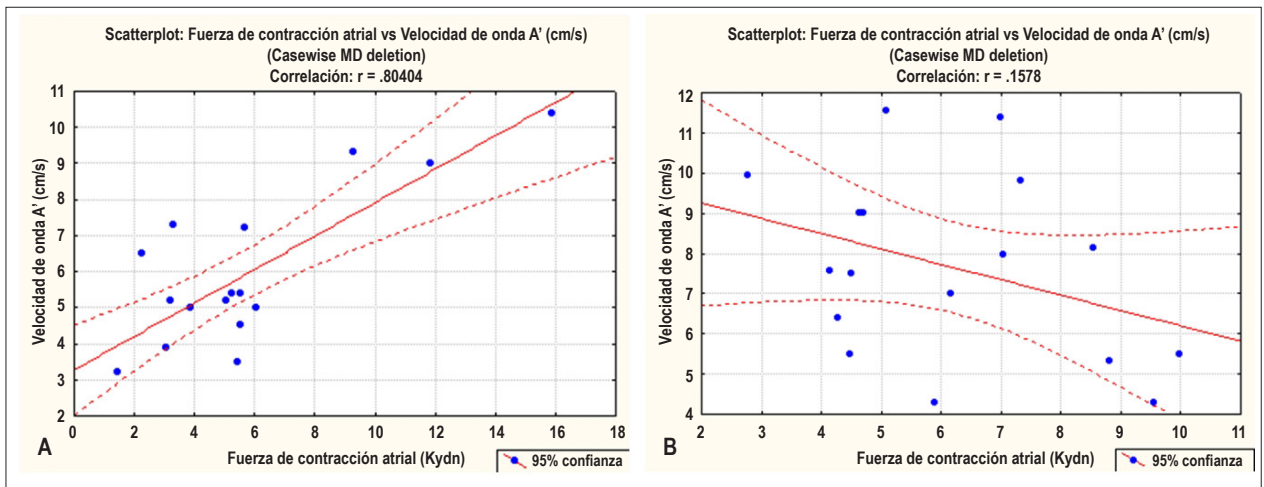 Scatterplot: Fuerza de contracción atrial vs Velocidad de onda A’ (cm/s)
(Casewise MD deletion)
Correlación: r = .80404
Velocidad de onda A’ (cm/s)
11
10
9
8
7
6
5
4
3
2
0 2 4 6 8 10 12 14 16 18
A
Fuerza de contracción atrial (Kydn)
95% confianza
Scatterplot: Fuerza de contracción atrial vs Velocidad de onda A’ (cm/s)
(Casewise MD deletion)
Correlación: r = .1578
Velocidad de onda A’ (cm/s)
12
11
10
9
8
7
6
5
4
2 3 4 5 6 7 8 9 10 11
B
Fuerza de contracción atrial (Kydn)
95% confianza